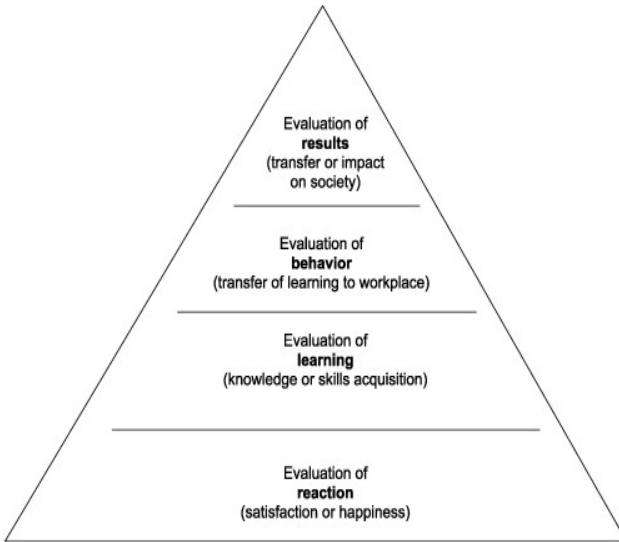 Evaluation of
results
(transfer or impact
on society)
Evaluation of
behavior
(transfer of learning to workplace)
Evaluation of
learning
(knowledge or skills acquisition)
Evaluation of
reaction
(satisfaction or happiness)